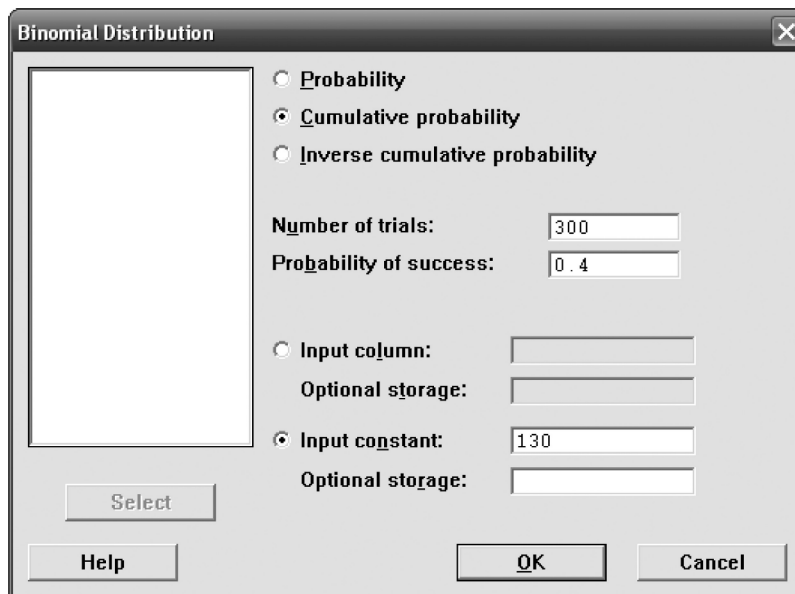 Binomial Distribution
Probability
Cumulative probability
Inverse cumulative probability
Number of trials: 300
Probability of success: 0.4
Input column:
Optional storage:
Input constant: 130
Optional storage:
Select
Help OK Cancel